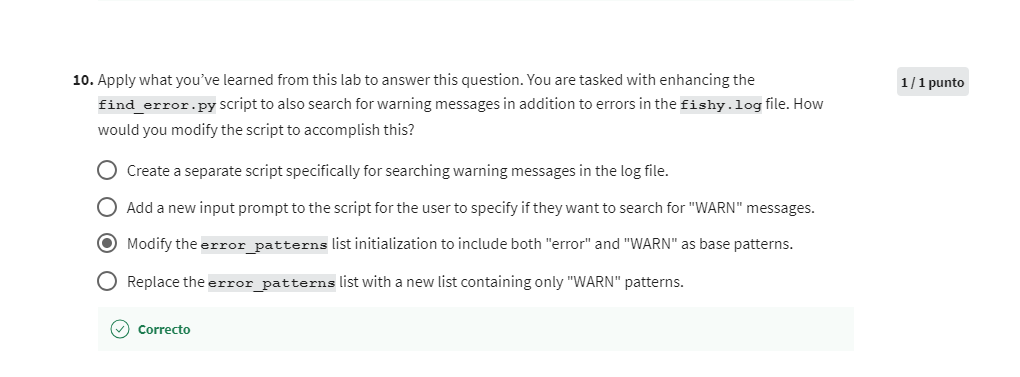 10. Apply what you’ve learned from this lab to answer this question. You are tasked with enhancing the
1 / 1 punto
find_error.py script to also search for warning messages in addition to errors in the fishy.log file. How
would you modify the script to accomplish this?
Create a separate script specifically for searching warning messages in the log file.
Add a new input prompt to the script for the user to specify if they want to search for "WARN" messages.
Modify the error_patterns list initialization to include both "error" and "WARN" as base patterns.
Replace the error_patterns list with a new list containing only "WARN" patterns.
Correcto